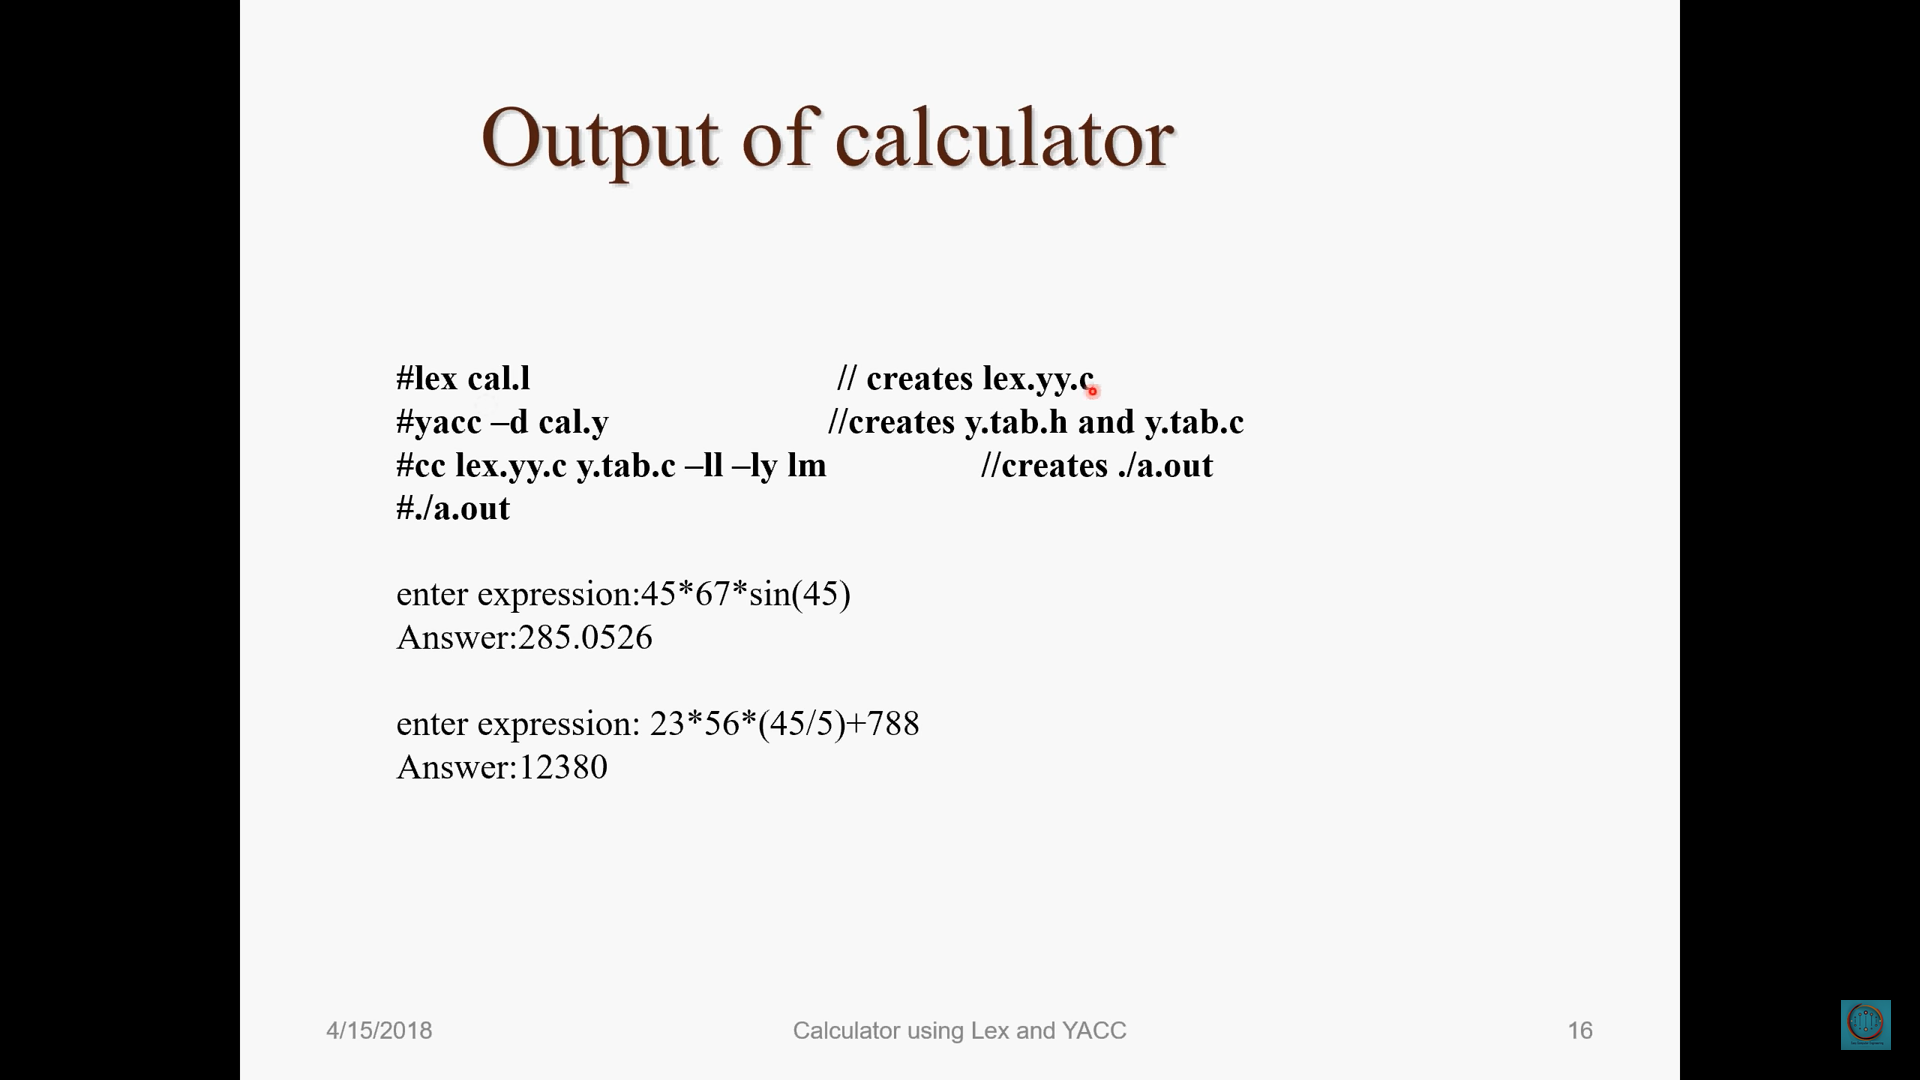 Output of calculator
#lex cal.l // creates lex.yy.c
#yacc –d cal.y //creates y.tab.h and y.tab.c
#cc lex.yy.c y.tab.c –ll –ly lm //creates ./a.out
#./a.out
enter expression:45*67*sin(45)
Answer:285.0526
enter expression: 23*56*(45/5)+788
Answer:12380
4/15/2018 Calculator using Lex and YACC 16